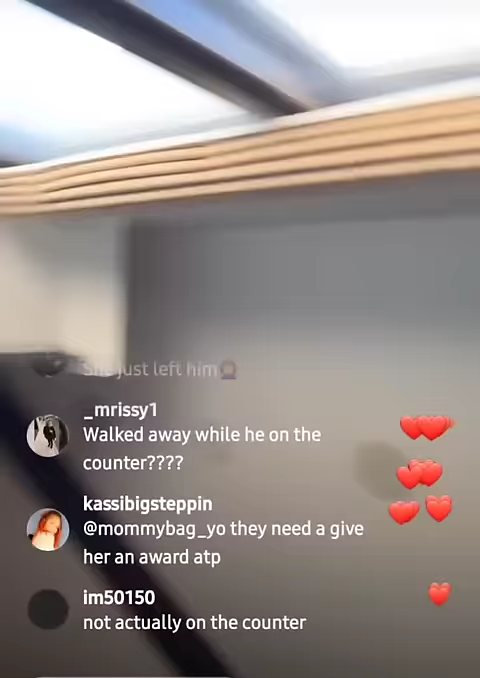 She just left him
_mrissy1
Walked away while he on the
counter????
kassibigsteppin
@mommybag_yo they need a give
her an award atp
im50150
not actually on the counter